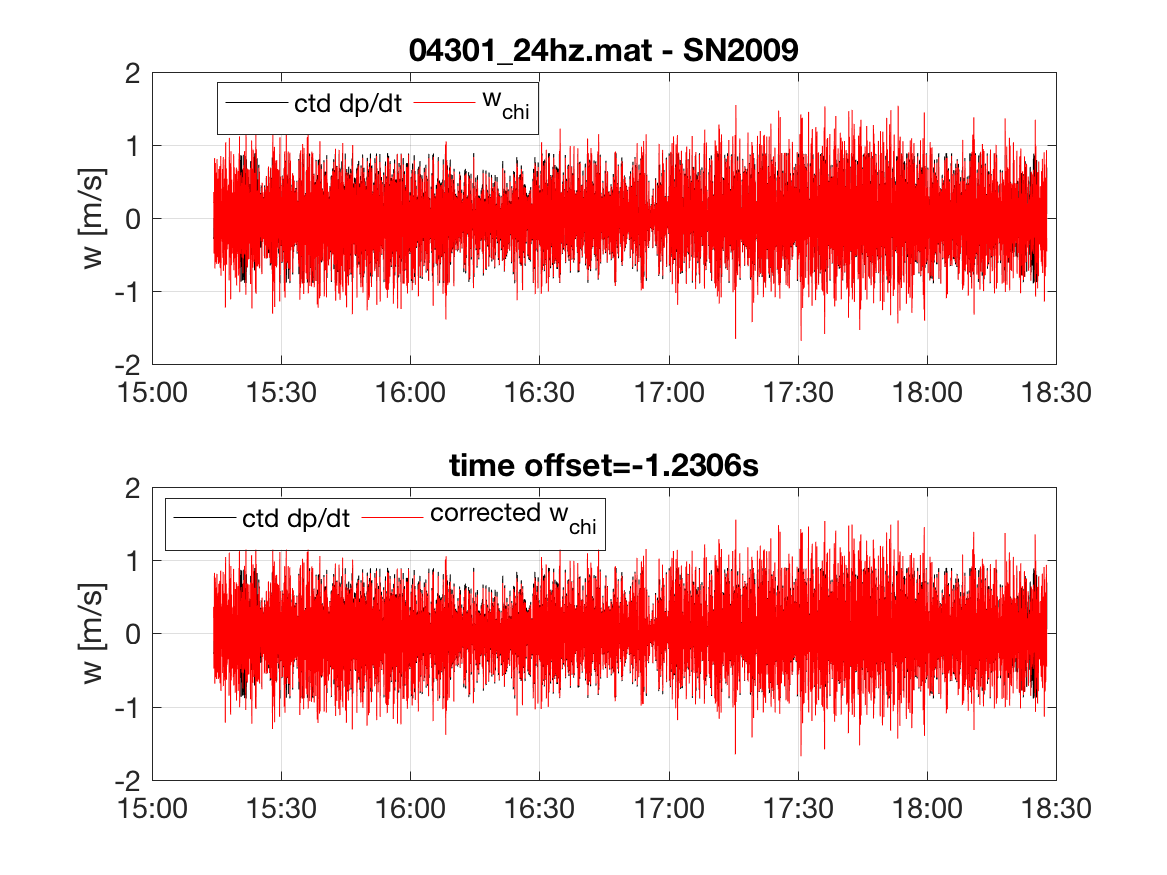 04301_24hz.mat - SN2009
ctd dp/dt w_chi
w [m/s]
2
1
0
-1
-2
15:00 15:30 16:00 16:30 17:00 17:30 18:00 18:30
time offset=-1.2306s
ctd dp/dt corrected w_chi
w [m/s]
2
1
0
-1
-2
15:00 15:30 16:00 16:30 17:00 17:30 18:00 18:30